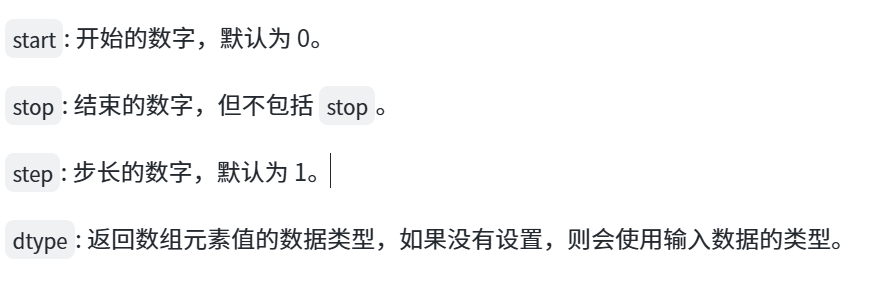 start: 开始的数字，默认为 0。
stop: 结束的数字，但不包括 stop。
step: 步长的数字，默认为 1。
dtype: 返回数组元素值的数据类型，如果没有设置，则会使用输入数据的类型。